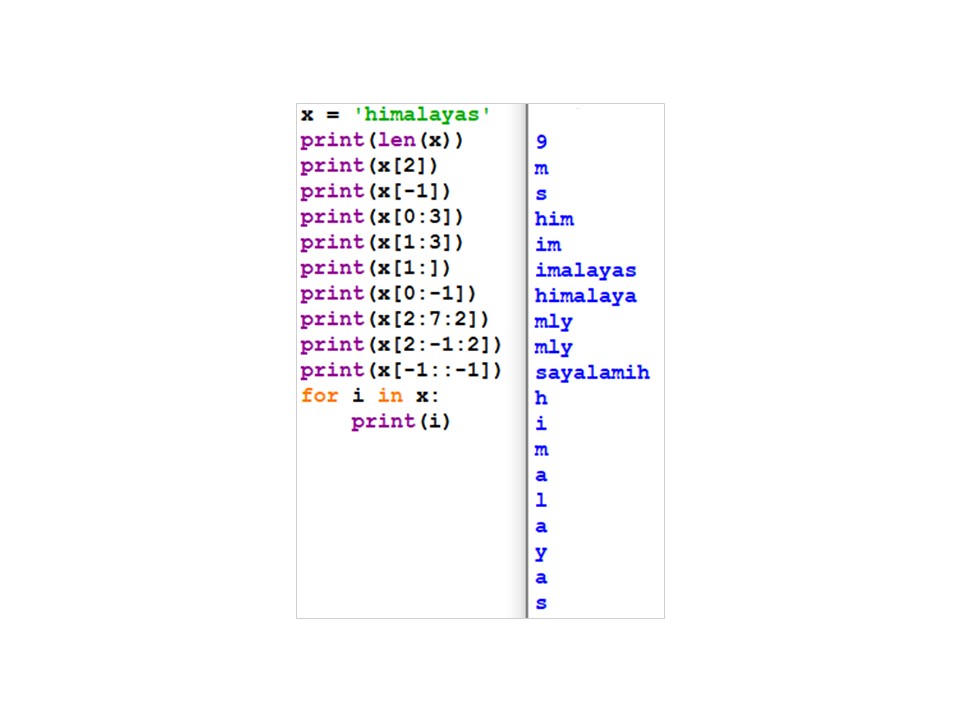 x = 'himalayas'
print(len(x))
print(x[2])
print(x[-1])
print(x[0:3])
print(x[1:3])
print(x[1:])
print(x[0:-1])
print(x[2:7:2])
print(x[2:-1:2])
print(x[-1::-1])
for i in x:
    print(i)
9
m
s
him
im
imalayas
himalaya
mly
mly
sayalamih
h
i
m
a
l
a
y
a
s